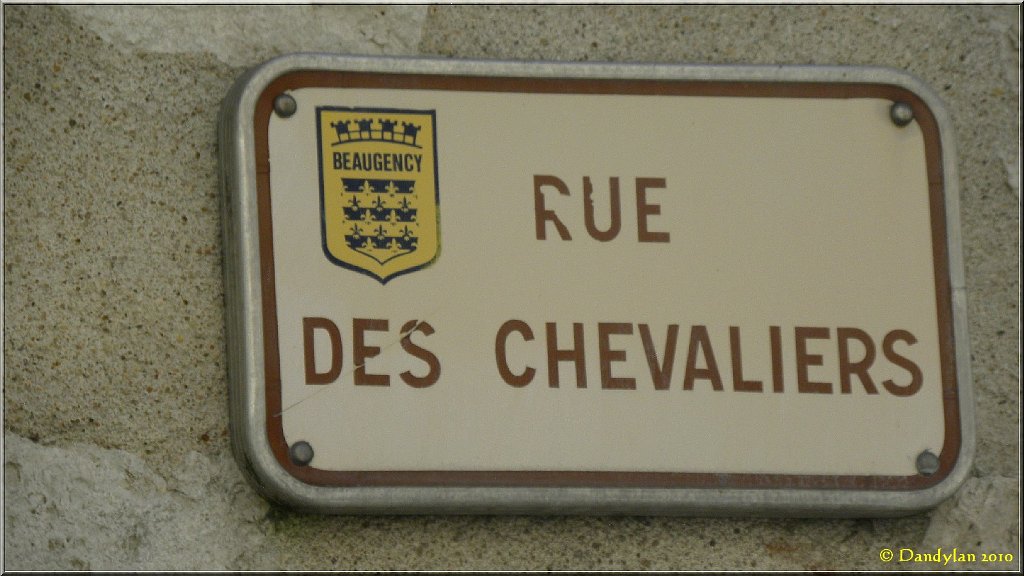 BEAUGENCY
RUE
DES CHEVALIERS
© Dandylan 2010